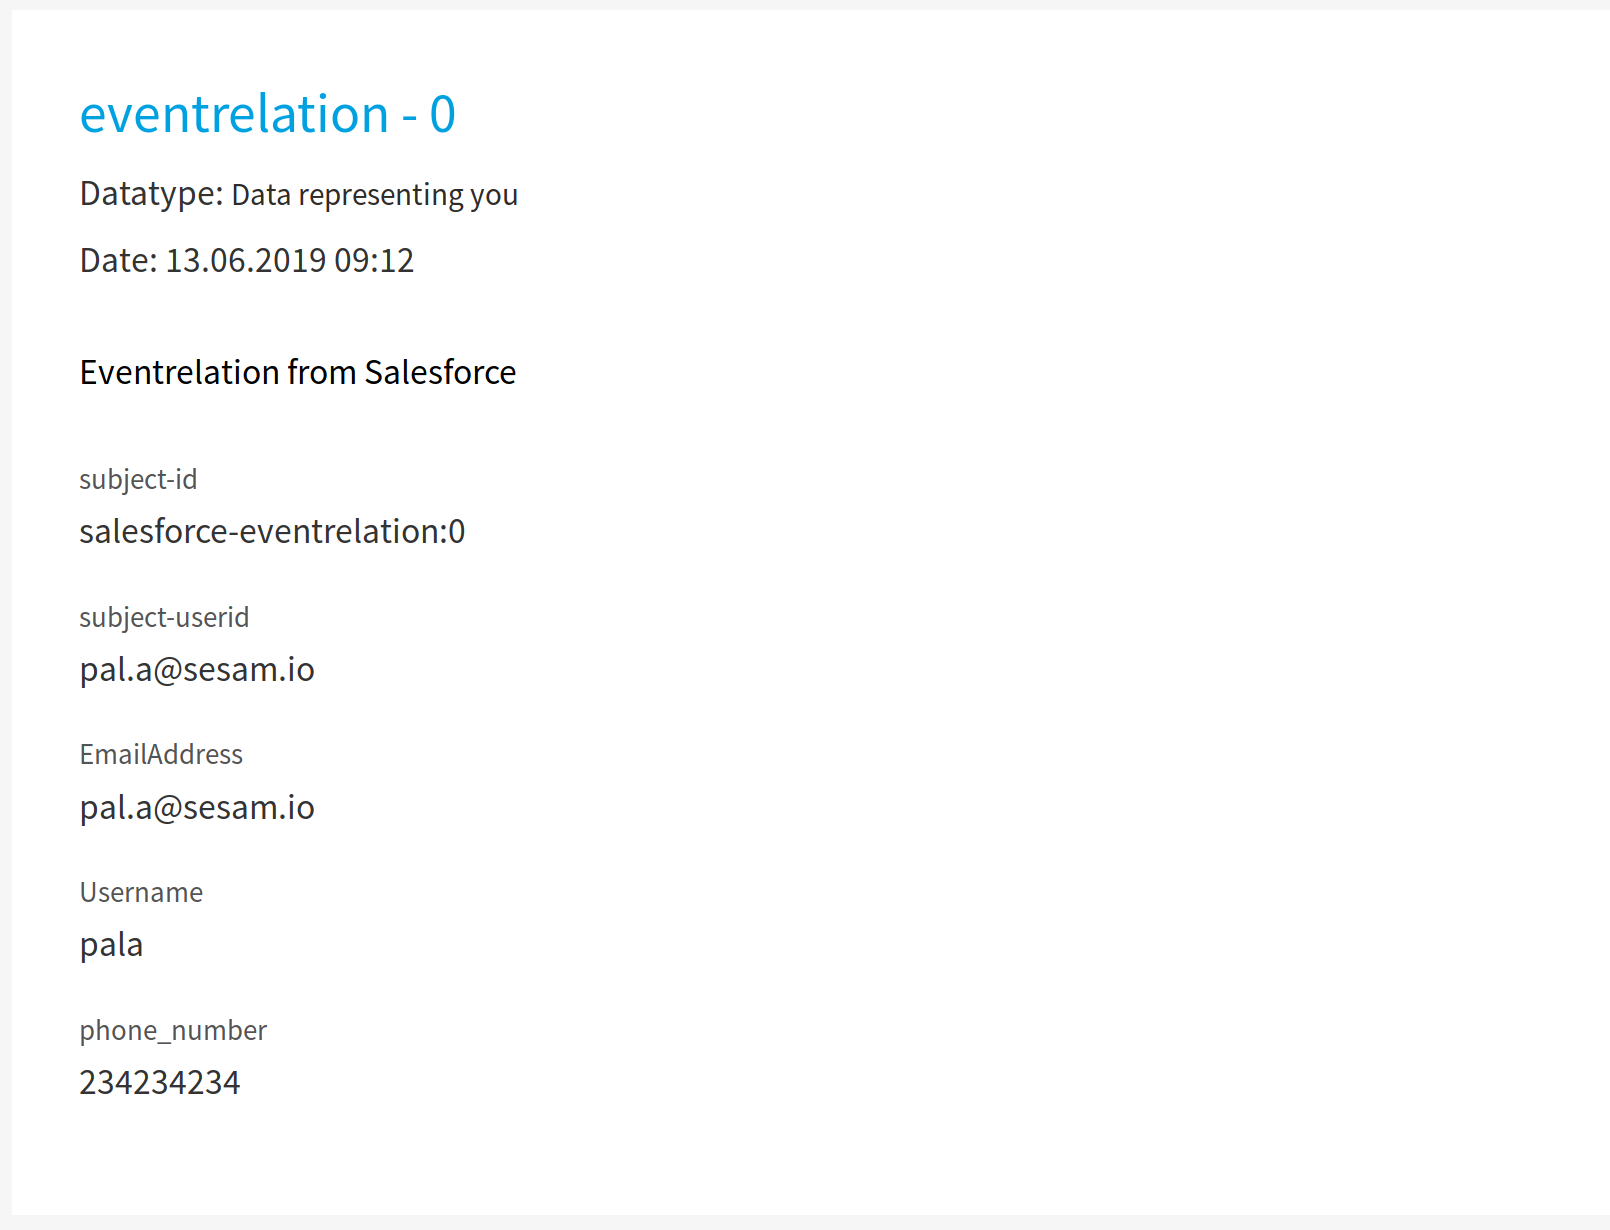 eventrelation - 0
Datatype: Data representing you
Date: 13.06.2019 09:12
Eventrelation from Salesforce
subject-id
salesforce-eventrelation:0
subject-userid
pal.a@sesam.io
EmailAddress
pal.a@sesam.io
Username
pala
phone_number
234234234